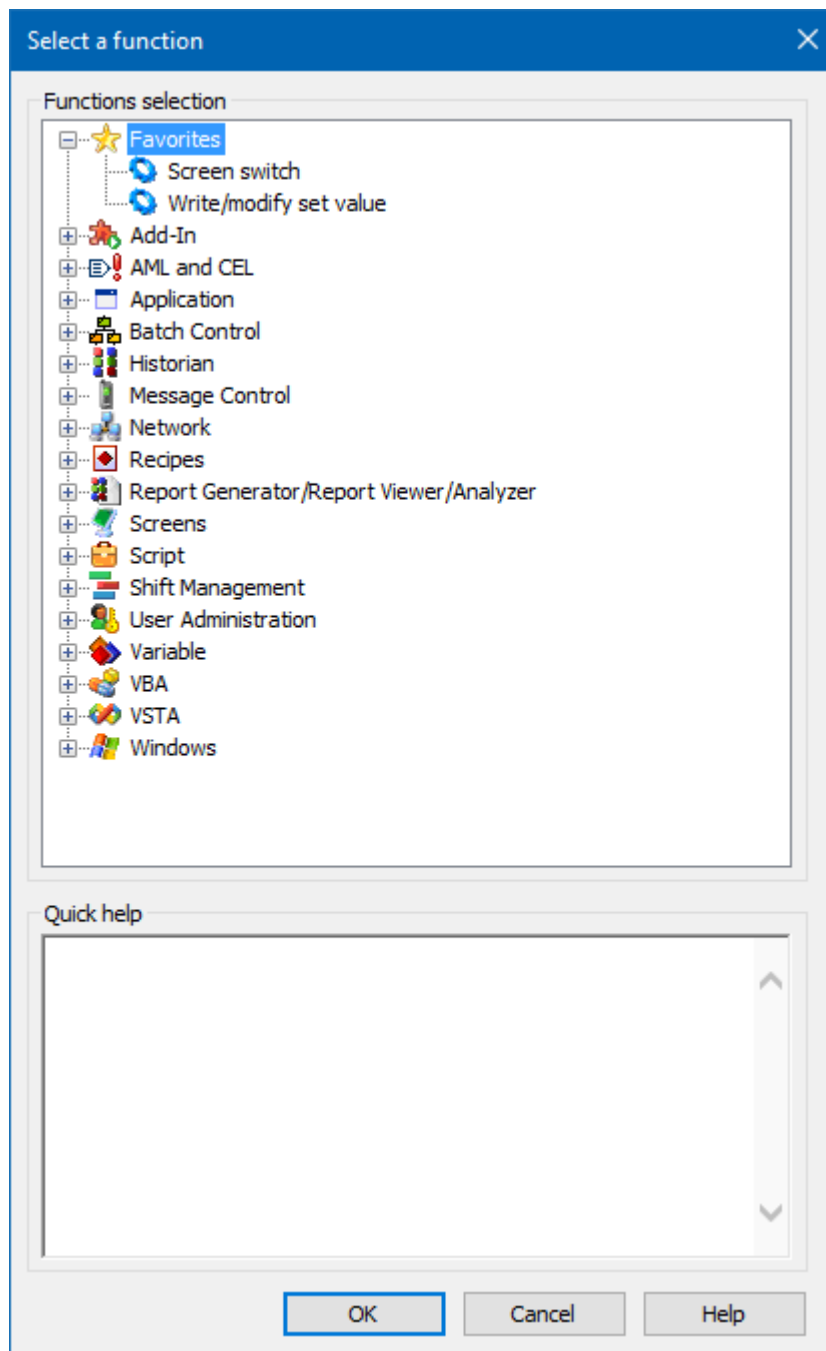 Select a function
Functions selection
Favorites
Screen switch
Write/modify set value
Add-In
AML and CEL
Application
Batch Control
Historian
Message Control
Network
Recipes
Report Generator/Report Viewer/Analyzer
Screens
Script
Shift Management
User Administration
Variable
VBA
VSTA
Windows
Quick help
OK Cancel Help